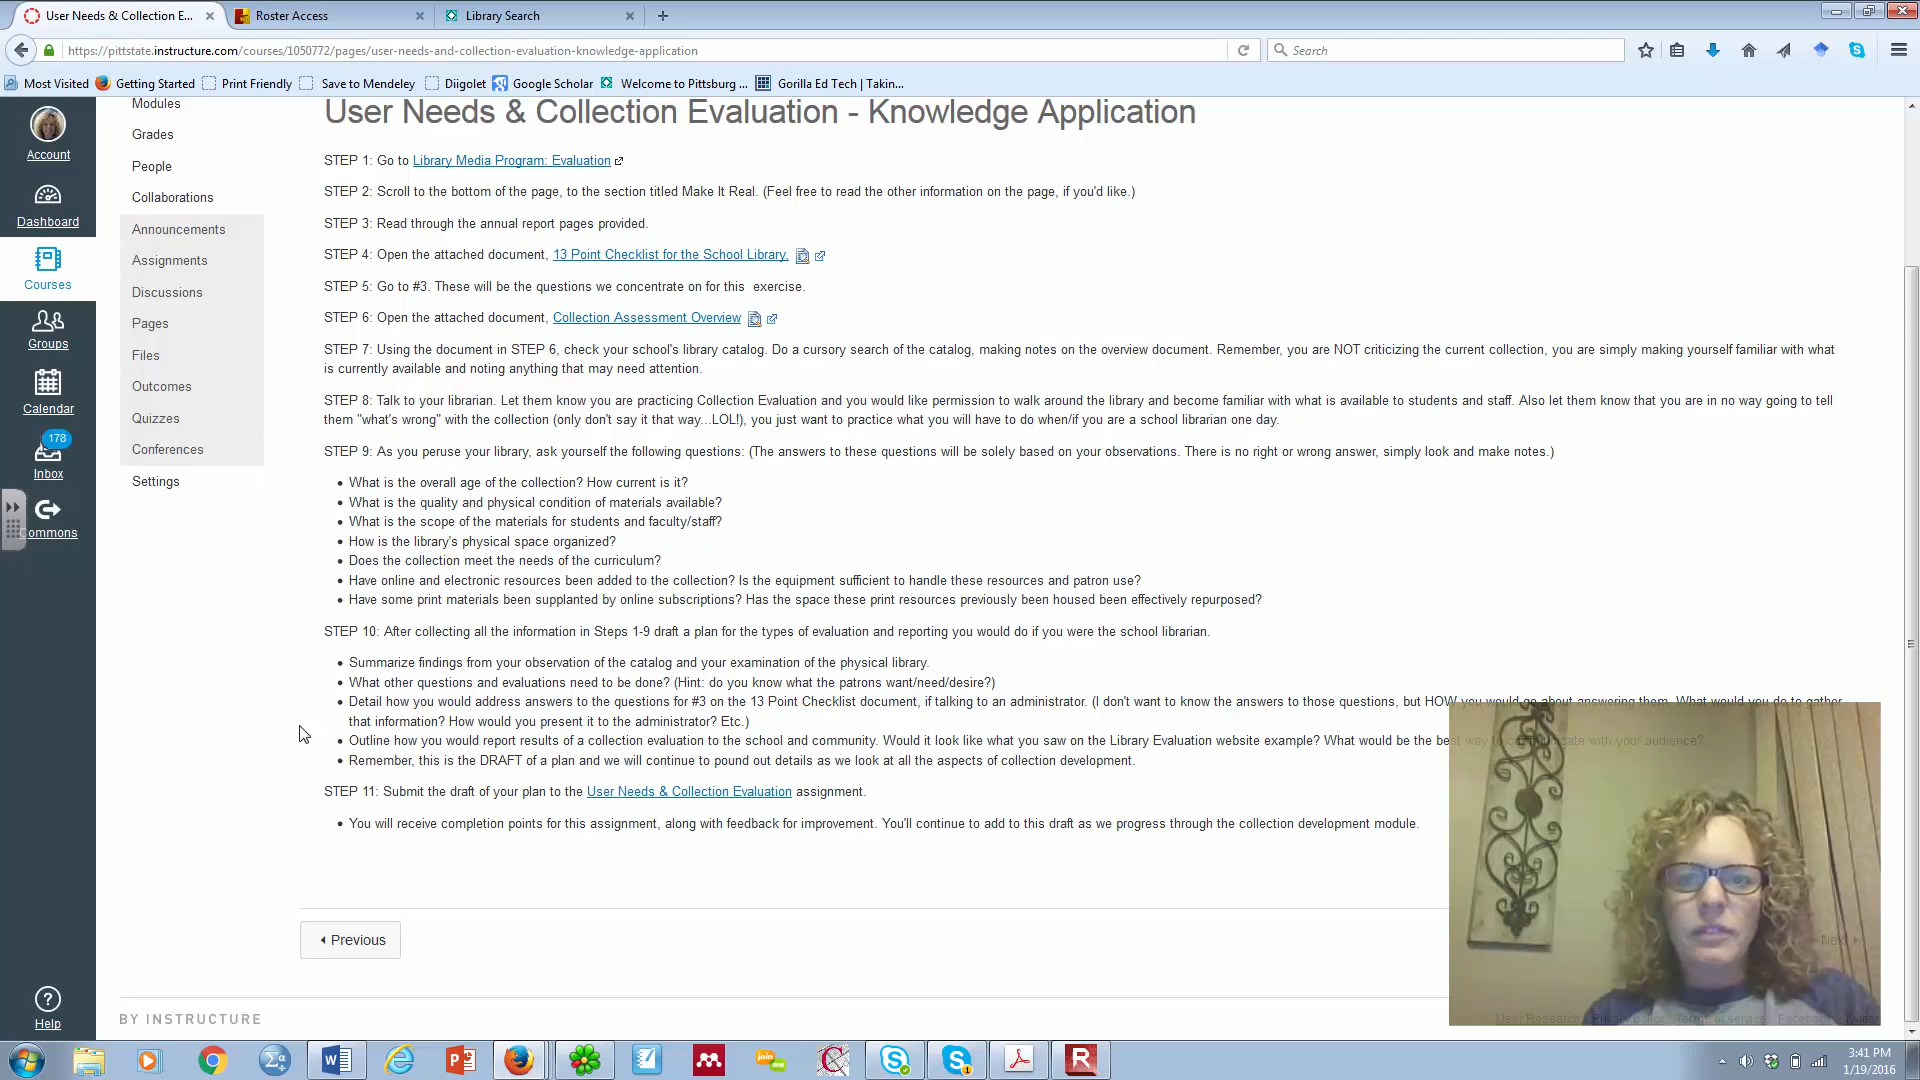 User Needs & Collection E...
Roster Access
Library Search
https://pittstate.instructure.com/courses/1050772/pages/user-needs-and-collection-evaluation-knowledge-application
Search
Most Visited
Getting Started
Print Friendly
Save to Mendeley
Diigolet
Google Scholar
Welcome to Pittsburg ...
Gorilla Ed Tech | Takin...
Account
Dashboard
Courses
Groups
Calendar
178
Inbox
Commons
Help
Modules
Grades
People
Collaborations
Announcements
Assignments
Discussions
Pages
Files
Outcomes
Quizzes
Conferences
Settings
User Needs & Collection Evaluation - Knowledge Application
STEP 1: Go to Library Media Program: Evaluation
STEP 2: Scroll to the bottom of the page, to the section titled Make It Real. (Feel free to read the other information on the page, if you'd like.)
STEP 3: Read through the annual report pages provided.
STEP 4: Open the attached document, 13 Point Checklist for the School Library.
STEP 5: Go to #3. These will be the questions we concentrate on for this exercise.
STEP 6: Open the attached document, Collection Assessment Overview
STEP 7: Using the document in STEP 6, check your school's library catalog. Do a cursory search of the catalog, making notes on the overview document. Remember, you are NOT criticizing the current collection, you are simply making yourself familiar with what
is currently available and noting anything that may need attention.
STEP 8: Talk to your librarian. Let them know you are practicing Collection Evaluation and you would like permission to walk around the library and become familiar with what is available to students and staff. Also let them know that you are in no way going to tell
them "what's wrong" with the collection (only don't say it that way...LOL!), you just want to practice what you will have to do when/if you are a school librarian one day.
STEP 9: As you peruse your library, ask yourself the following questions: (The answers to these questions will be solely based on your observations. There is no right or wrong answer, simply look and make notes.)
• What is the overall age of the collection? How current is it?
• What is the quality and physical condition of materials available?
• What is the scope of the materials for students and faculty/staff?
• How is the library's physical space organized?
• Does the collection meet the needs of the curriculum?
• Have online and electronic resources been added to the collection? Is the equipment sufficient to handle these resources and patron use?
• Have some print materials been supplanted by online subscriptions? Has the space these print resources previously been housed been effectively repurposed?
STEP 10: After collecting all the information in Steps 1-9 draft a plan for the types of evaluation and reporting you would do if you were the school librarian.
• Summarize findings from your observation of the catalog and your examination of the physical library.
• What other questions and evaluations need to be done? (Hint: do you know what the patrons want/need/desire?)
• Detail how you would address answers to the questions for #3 on the 13 Point Checklist document, if talking to an administrator. (I don't want to know the answers to those questions, but HOW you would go about answering them. What would you do to gather
that information? How would you present it to the administrator? Etc.)
• Outline how you would report results of a collection evaluation to the school and community. Would it look like what you saw on the Library Evaluation website example? What would be the best way to communicate with your audience?
• Remember, this is the DRAFT of a plan and we will continue to pound out details as we look at all the aspects of collection development.
STEP 11: Submit the draft of your plan to the User Needs & Collection Evaluation assignment.
• You will receive completion points for this assignment, along with feedback for improvement. You'll continue to add to this draft as we progress through the collection development module.
Previous
Next
BY INSTRUCTURE
User Research Privacy policy Terms of service Facebook Twitter
3:41 PM
1/19/2016